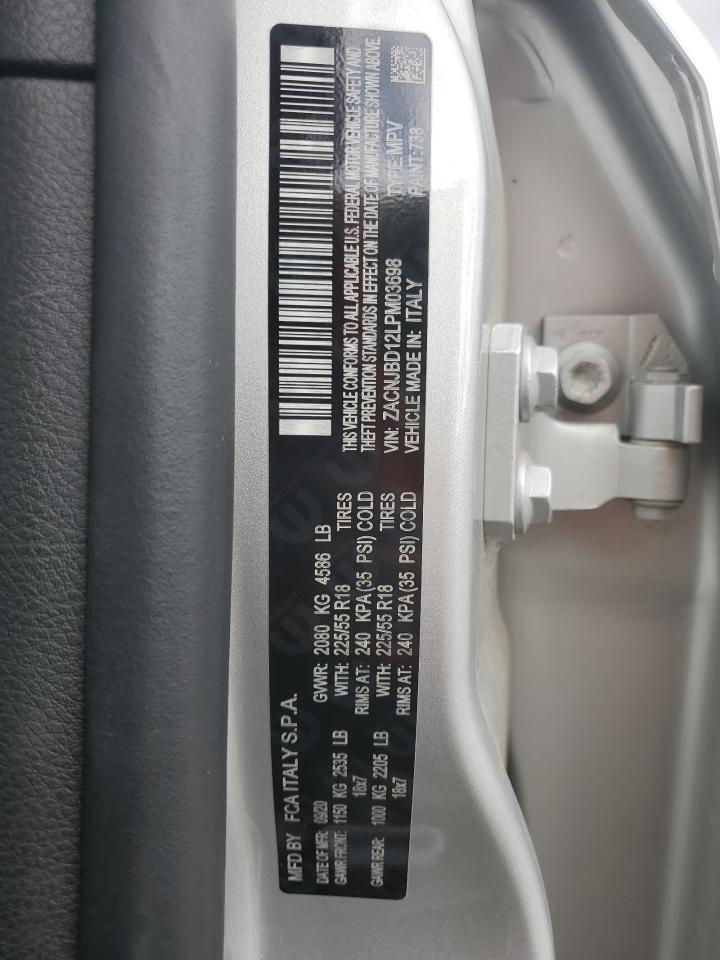 MFD BY FCA ITALY S.P.A.
DATE OF MFR: 09/20 GVWR: 2080 KG 4586 LB
GAWR FRONT: 1150 KG 2535 LB WITH: 225/55 R18 TIRES
18x7 RIMS AT: 240 KPA(35 PSI) COLD
GAWR REAR: 1000 KG 2205 LB WITH: 225/55 R18 TIRES
18x7 RIMS AT: 240 KPA(35 PSI) COLD
THIS VEHICLE CONFORMS TO ALL APPLICABLE U.S. FEDERAL MOTOR VEHICLE SAFETY AND
THEFT PREVENTION STANDARDS IN EFFECT ON THE DATE OF MANUFACTURE SHOWN ABOVE.
VIN: ZACNJBD12LPM03698 TYPE: MPV
VEHICLE MADE IN: ITALY PAINT: 738